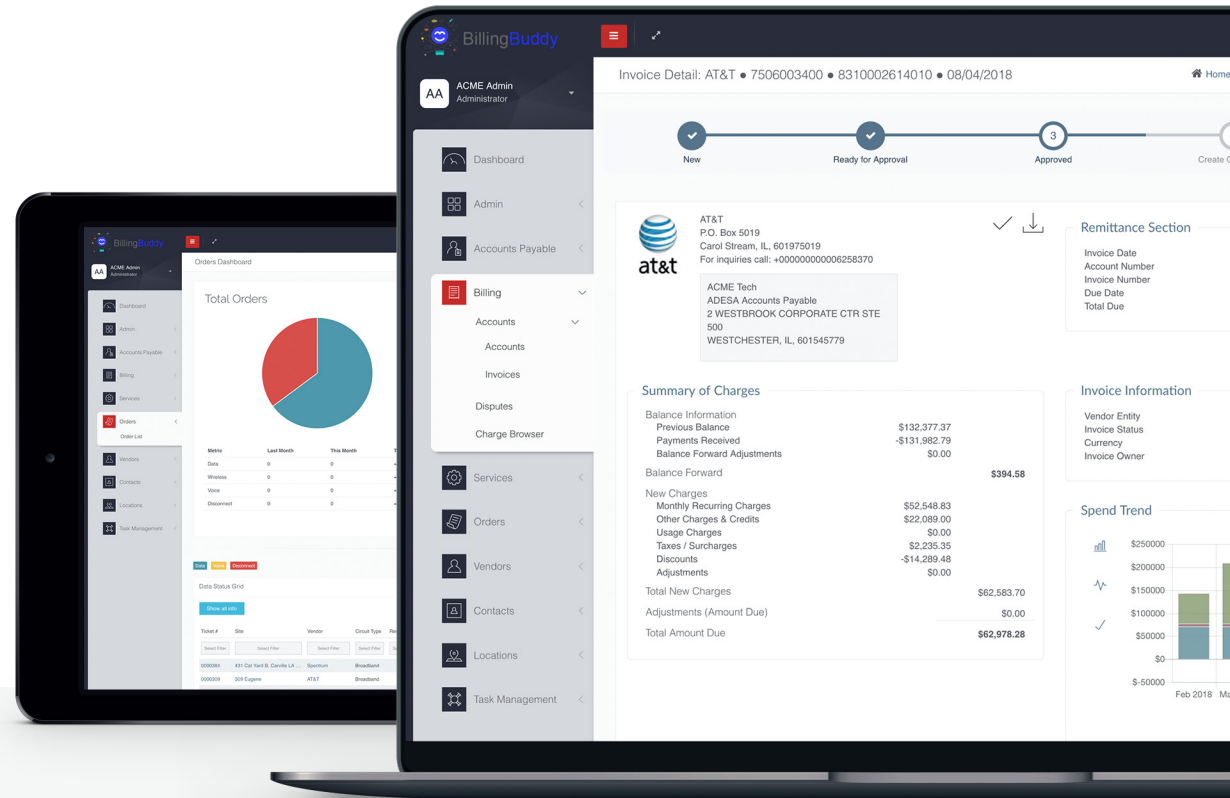 BillingBuddy
ACME Admin
Administrator
AA
Dashboard
Admin
Accounts Payable
Billing
Services
Orders
Order List
Vendors
Contacts
Locations
Task Management
Orders Dashboard
Total Orders
Metric Last Month This Month
Data 0 0
Wireless 0 0
Voice 0 0
Disconnect 0 0
Data Voice Disconnect
Data Status Grid
Show all info
Ticket # Site Vendor Circuit Type
Select Filter Select Filter Select Filter Select Filter
0000384 431 Cat Yard B, Carville LA ... Spectrum Broadband
0000309 509 Eugene AT&T Broadband
BillingBuddy
AA
ACME Admin
Administrator
Dashboard
Admin
Accounts Payable
Billing
Accounts
Accounts
Invoices
Disputes
Charge Browser
Services
Orders
Vendors
Contacts
Locations
Task Management
Invoice Detail: AT&T ● 7506003400 ● 8310002614010 ● 08/04/2018
Home
3
New Ready for Approval Approved Create
at&t
AT&T
P.O. Box 5019
Carol Stream, IL, 601975019
For inquiries call: +000000000006258370
ACME Tech
ADESA Accounts Payable
2 WESTBROOK CORPORATE CTR STE
500
WESTCHESTER, IL, 601545779
Remittance Section
Invoice Date
Account Number
Invoice Number
Due Date
Total Due
Summary of Charges
Balance Information
Previous Balance $132,377.37
Payments Received -$131,982.79
Balance Forward Adjustments $0.00
Balance Forward $394.58
New Charges
Monthly Recurring Charges $52,548.83
Other Charges & Credits $22,089.00
Usage Charges $0.00
Taxes / Surcharges $2,235.35
Discounts -$14,289.48
Adjustments $0.00
Total New Charges $62,583.70
Adjustments (Amount Due) $0.00
Total Amount Due $62,978.28
Invoice Information
Vendor Entity
Invoice Status
Currency
Invoice Owner
Spend Trend
$250000
$200000
$150000
$100000
$50000
$0
$-50000
Feb 2018